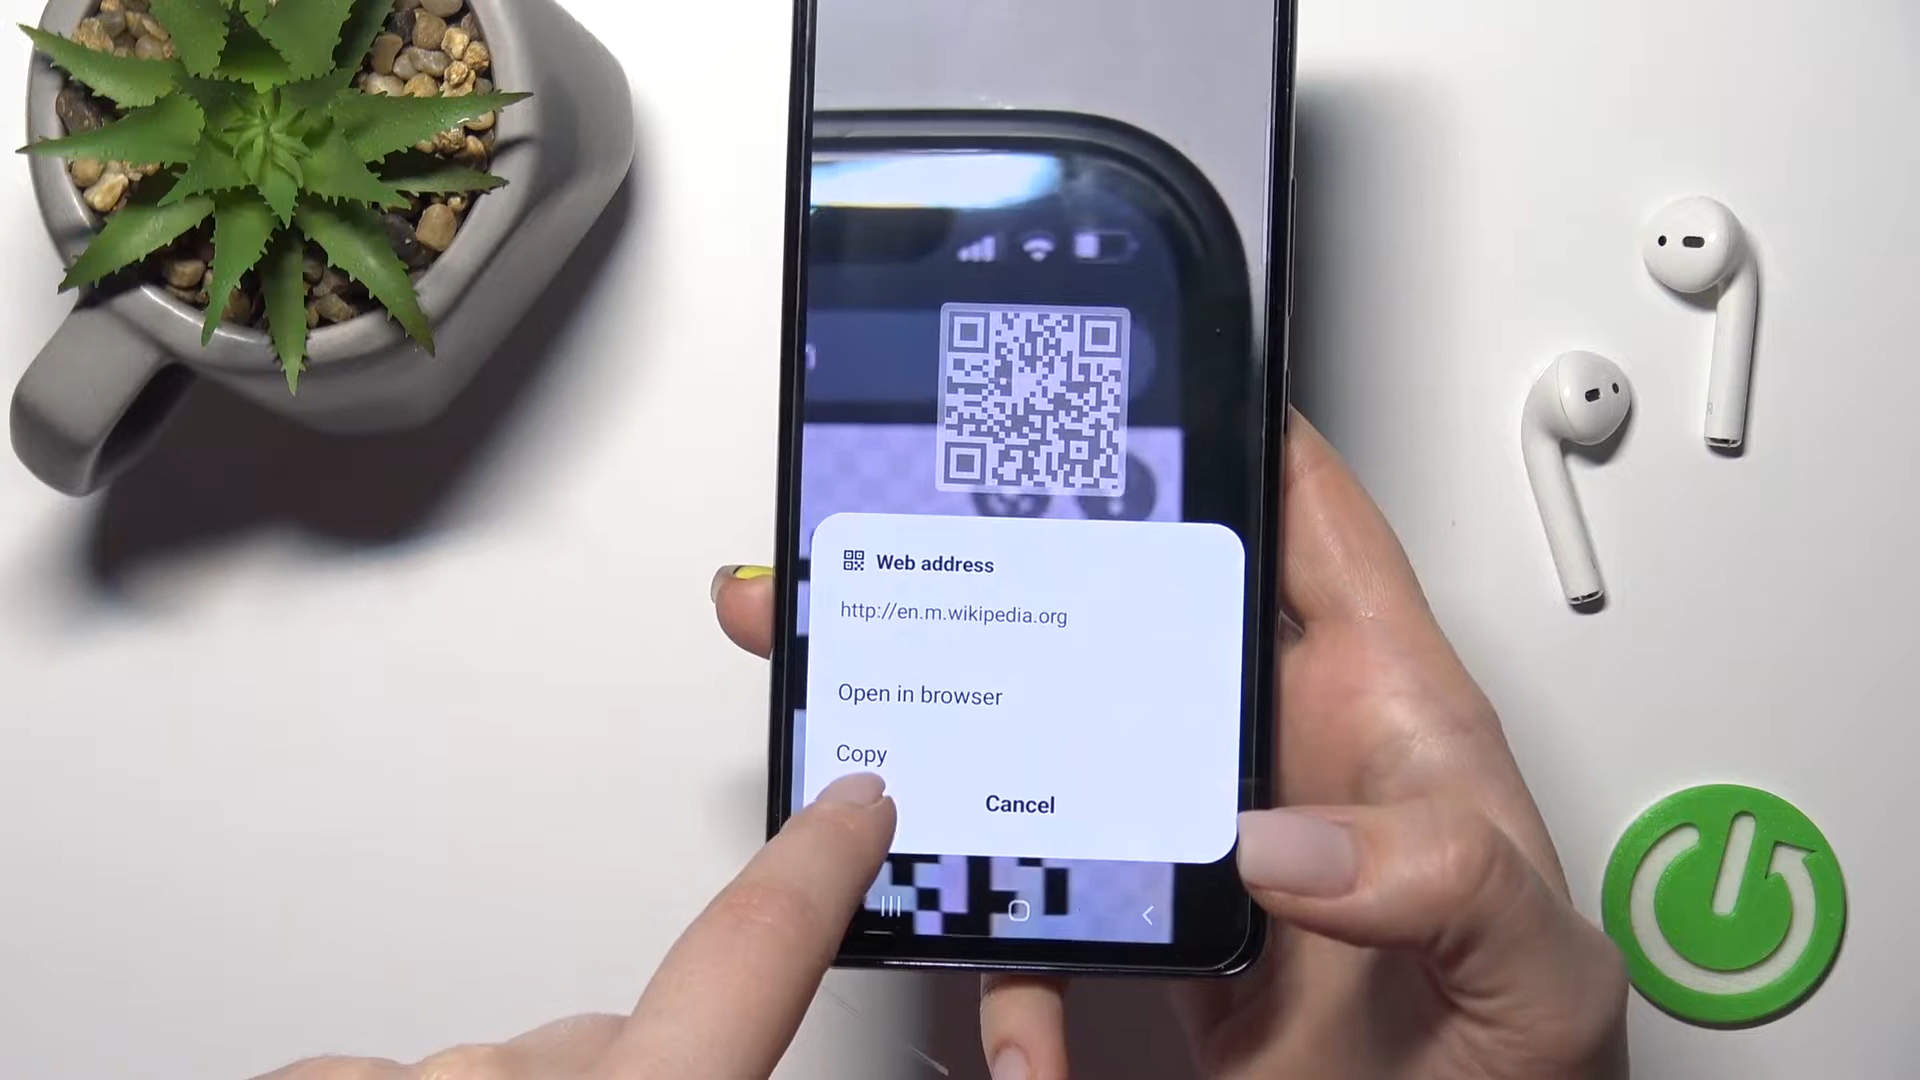 Web address
http://en.m.wikipedia.org
Open in browser
Copy
Cancel